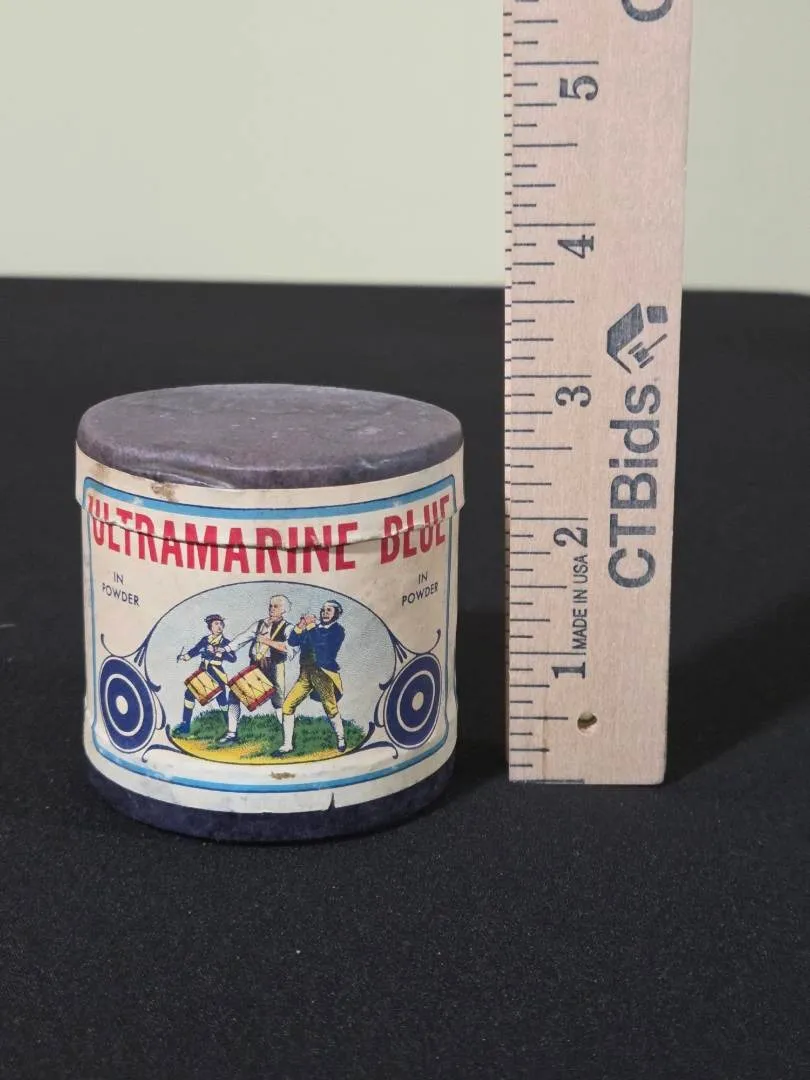 ULTRAMARINE BLUE
IN
POWDER
IN
POWDER
5
4
3
2
1
MADE IN USA
CTBids
C